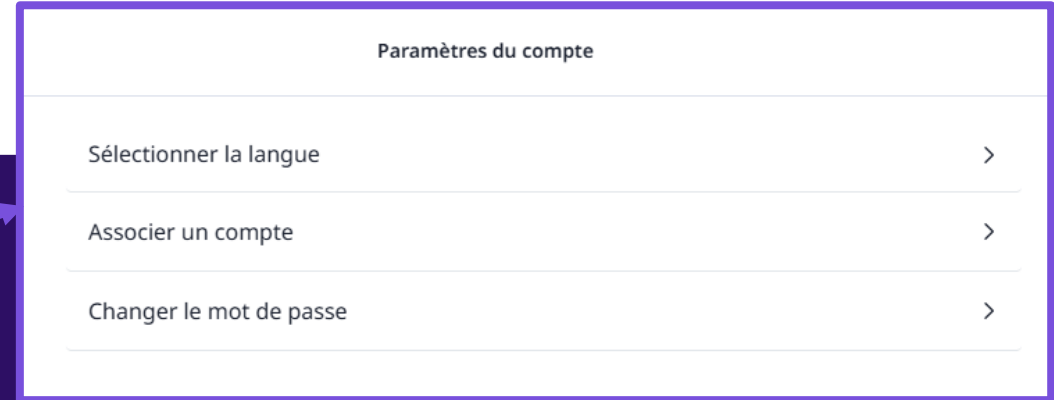 Paramètres du compte
Sélectionner la langue
Associer un compte
Changer le mot de passe